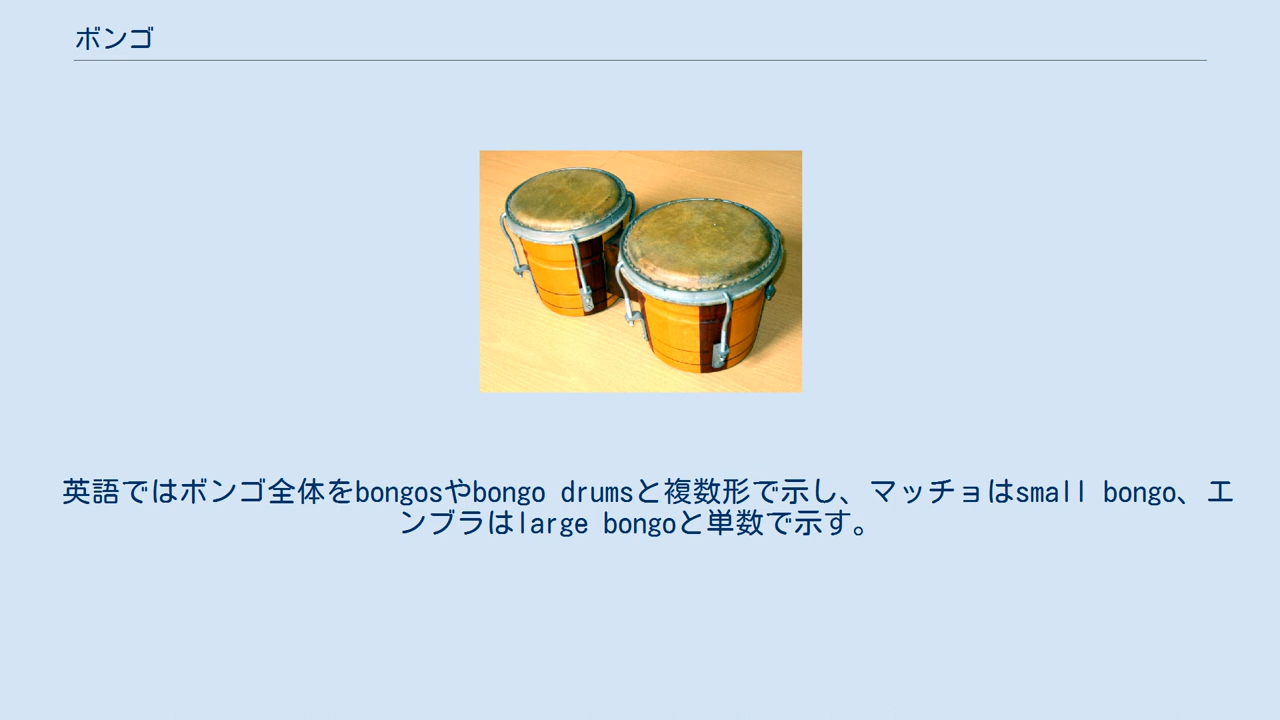 ボンゴ
英語ではボンゴ全体をbongosやbongo drumsと複数形で示し、マッチョはsmall bongo、エ
ンブラはlarge bongoと単数で示す。